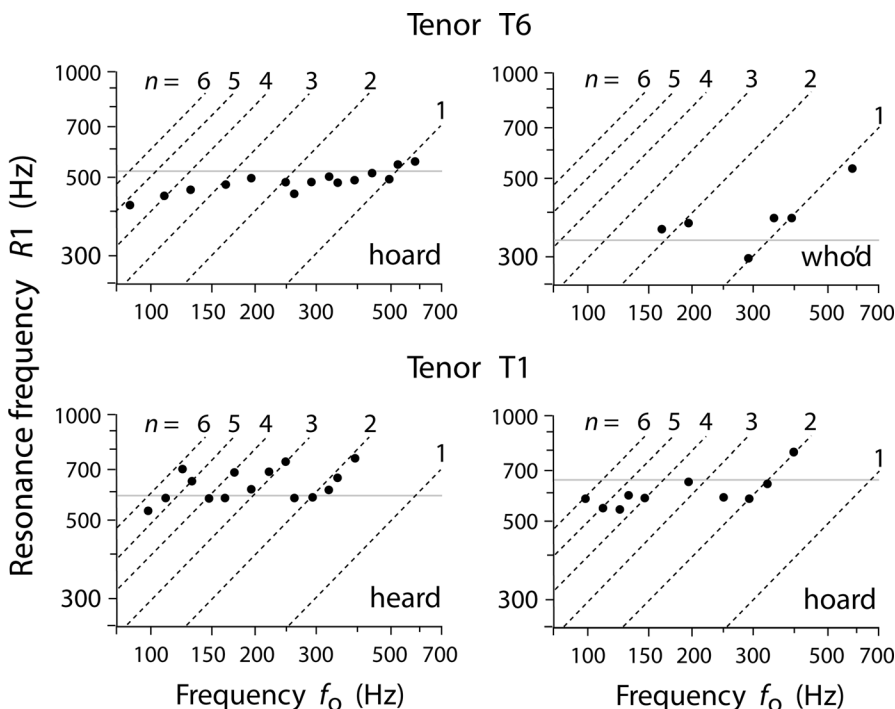 Tenor T6
Resonance frequency R1 (Hz)
1000
700
500
300
n = 6 5 4 3 2
1
hoard
100 150 200 300 500 700
1000
700
500
300
n = 6 5 4 3 2
1
who'd
100 150 200 300 500 700
Tenor T1
1000
700
500
300
n = 6 5 4 3 2
1
heard
100 150 200 300 500 700
Frequency fo (Hz)
1000
700
500
300
n = 6 5 4 3 2
1
hoard
100 150 200 300 500 700
Frequency fo (Hz)